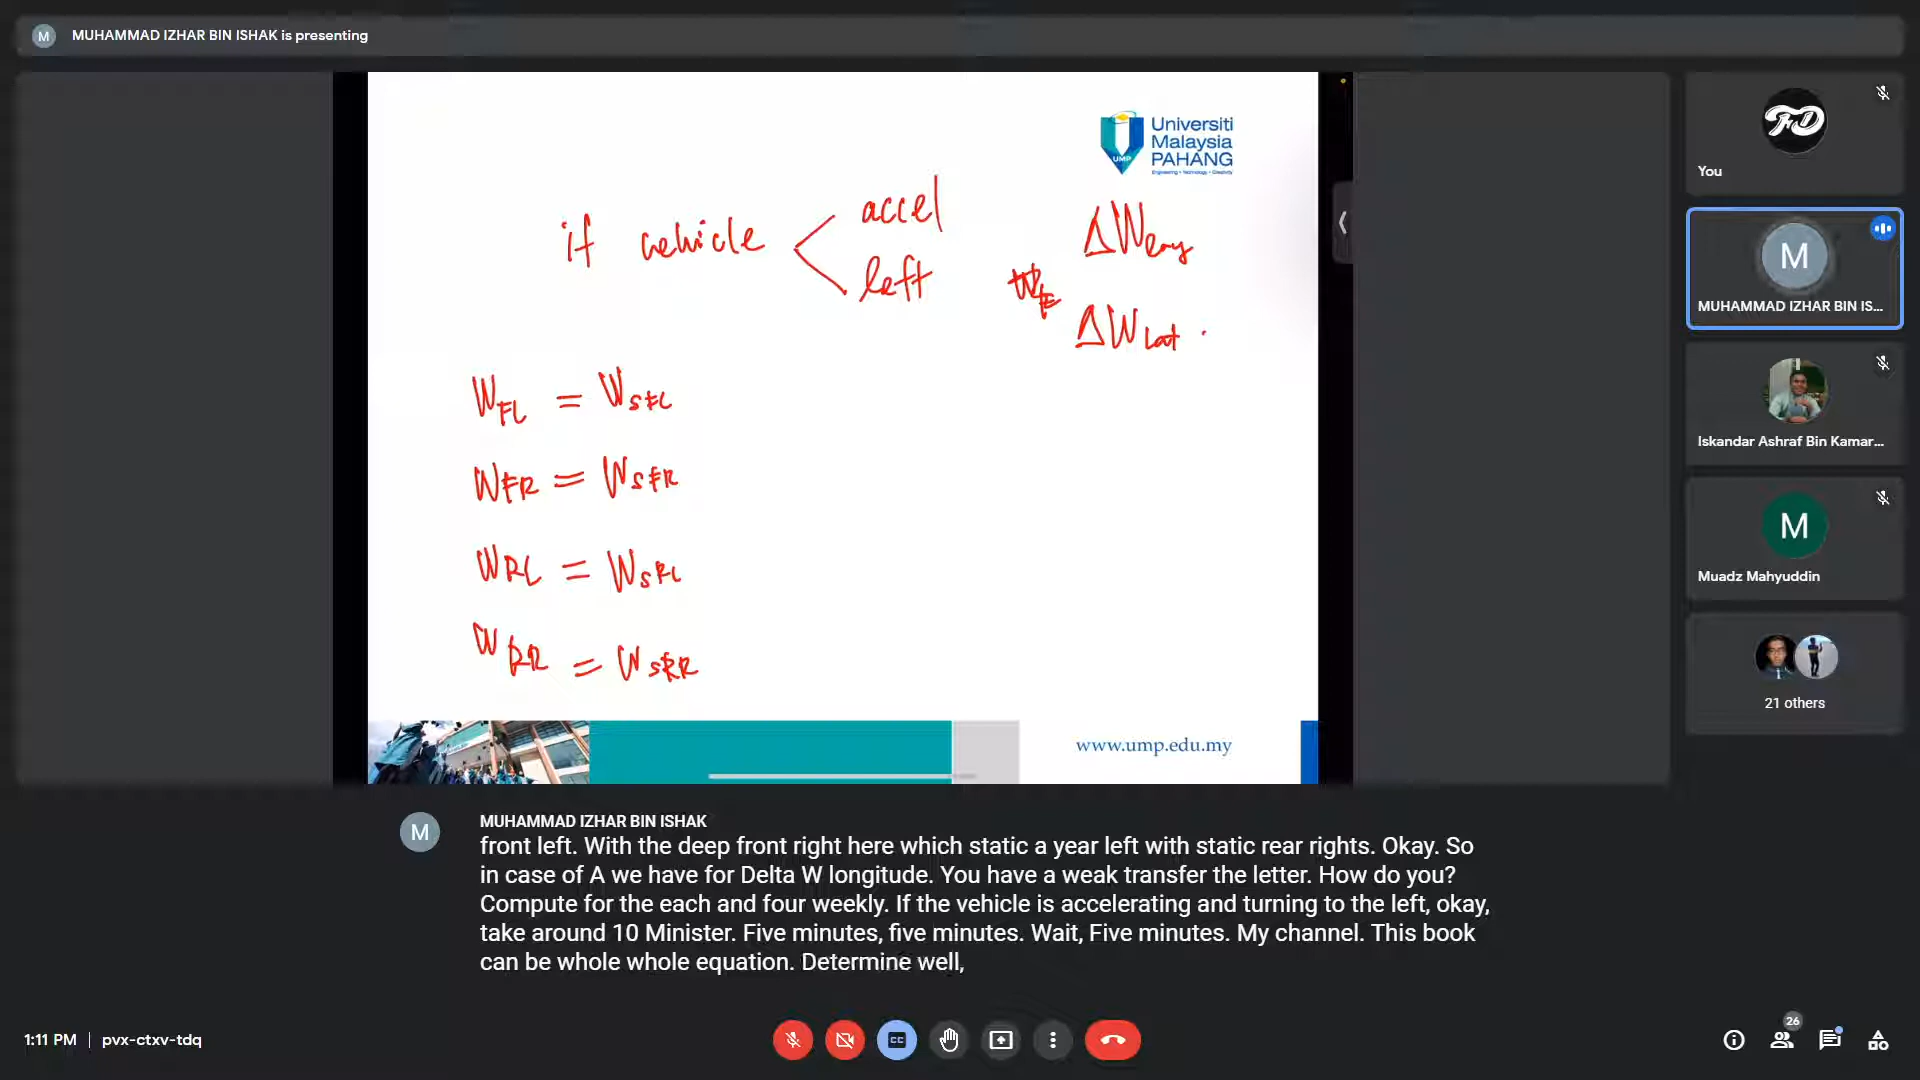 MUHAMMAD IZHAR BIN ISHAK is presenting
M
Universiti
Malaysia
PAHANG
UMP
Engineering • Technology • Creativity
if vehicle
accel
left
ΔWlong
ΔWLat
WFL = WSFL
WFR = WSFR
WRL = WSRL
WRR = WSRR
www.ump.edu.my
FD
You
M
MUHAMMAD IZHAR BIN IS...
Iskandar Ashraf Bin Kamar...
M
Muadz Mahyuddin
21 others
M
MUHAMMAD IZHAR BIN ISHAK
front left. With the deep front right here which static a year left with static rear rights. Okay. So
in case of A we have for Delta W longitude. You have a weak transfer the letter. How do you?
Compute for the each and four weekly. If the vehicle is accelerating and turning to the left, okay,
take around 10 Minister. Five minutes, five minutes. Wait, Five minutes. My channel. This book
can be whole whole equation. Determine well,
1:11 PM | pvx-ctxv-tdq
CC
26